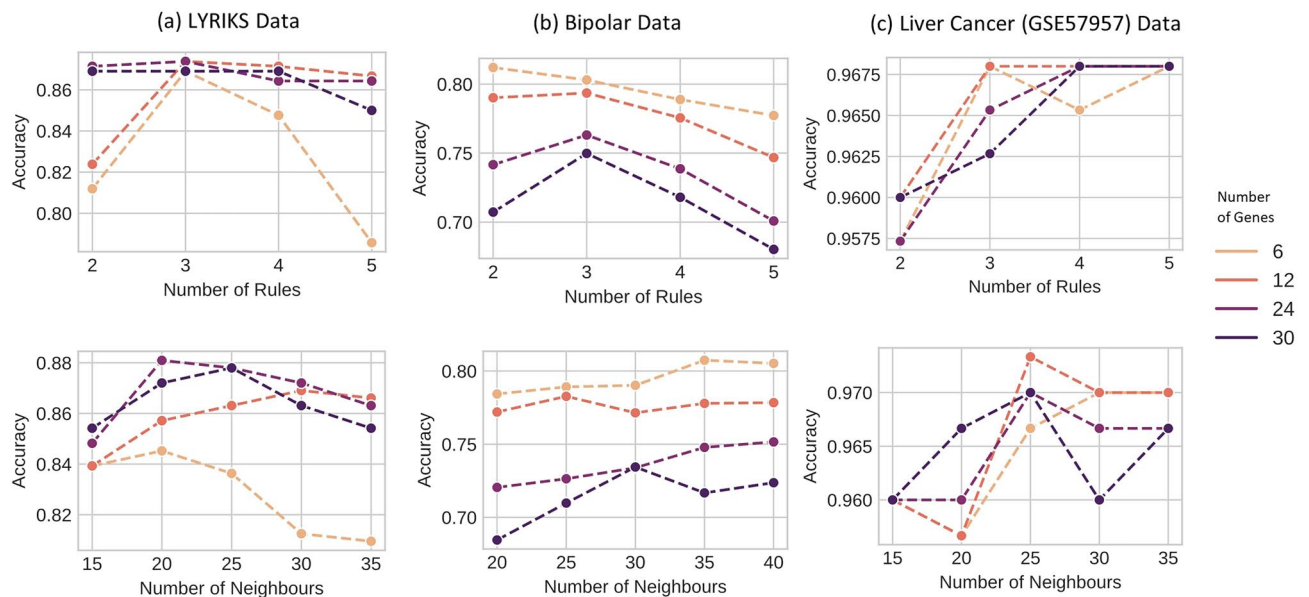 (a) LYRIKS Data
(b) Bipolar Data
(c) Liver Cancer (GSE57957) Data
Accuracy
0.86
0.84
0.82
0.80
2 3 4 5
Number of Rules
Accuracy
0.80
0.75
0.70
2 3 4 5
Number of Rules
Accuracy
0.9675
0.9650
0.9625
0.9600
0.9575
2 3 4 5
Number of Rules
Number
of Genes
6
12
24
30
Accuracy
0.88
0.86
0.84
0.82
15 20 25 30 35
Number of Neighbours
Accuracy
0.80
0.75
0.70
20 25 30 35 40
Number of Neighbours
Accuracy
0.970
0.965
0.960
15 20 25 30 35
Number of Neighbours